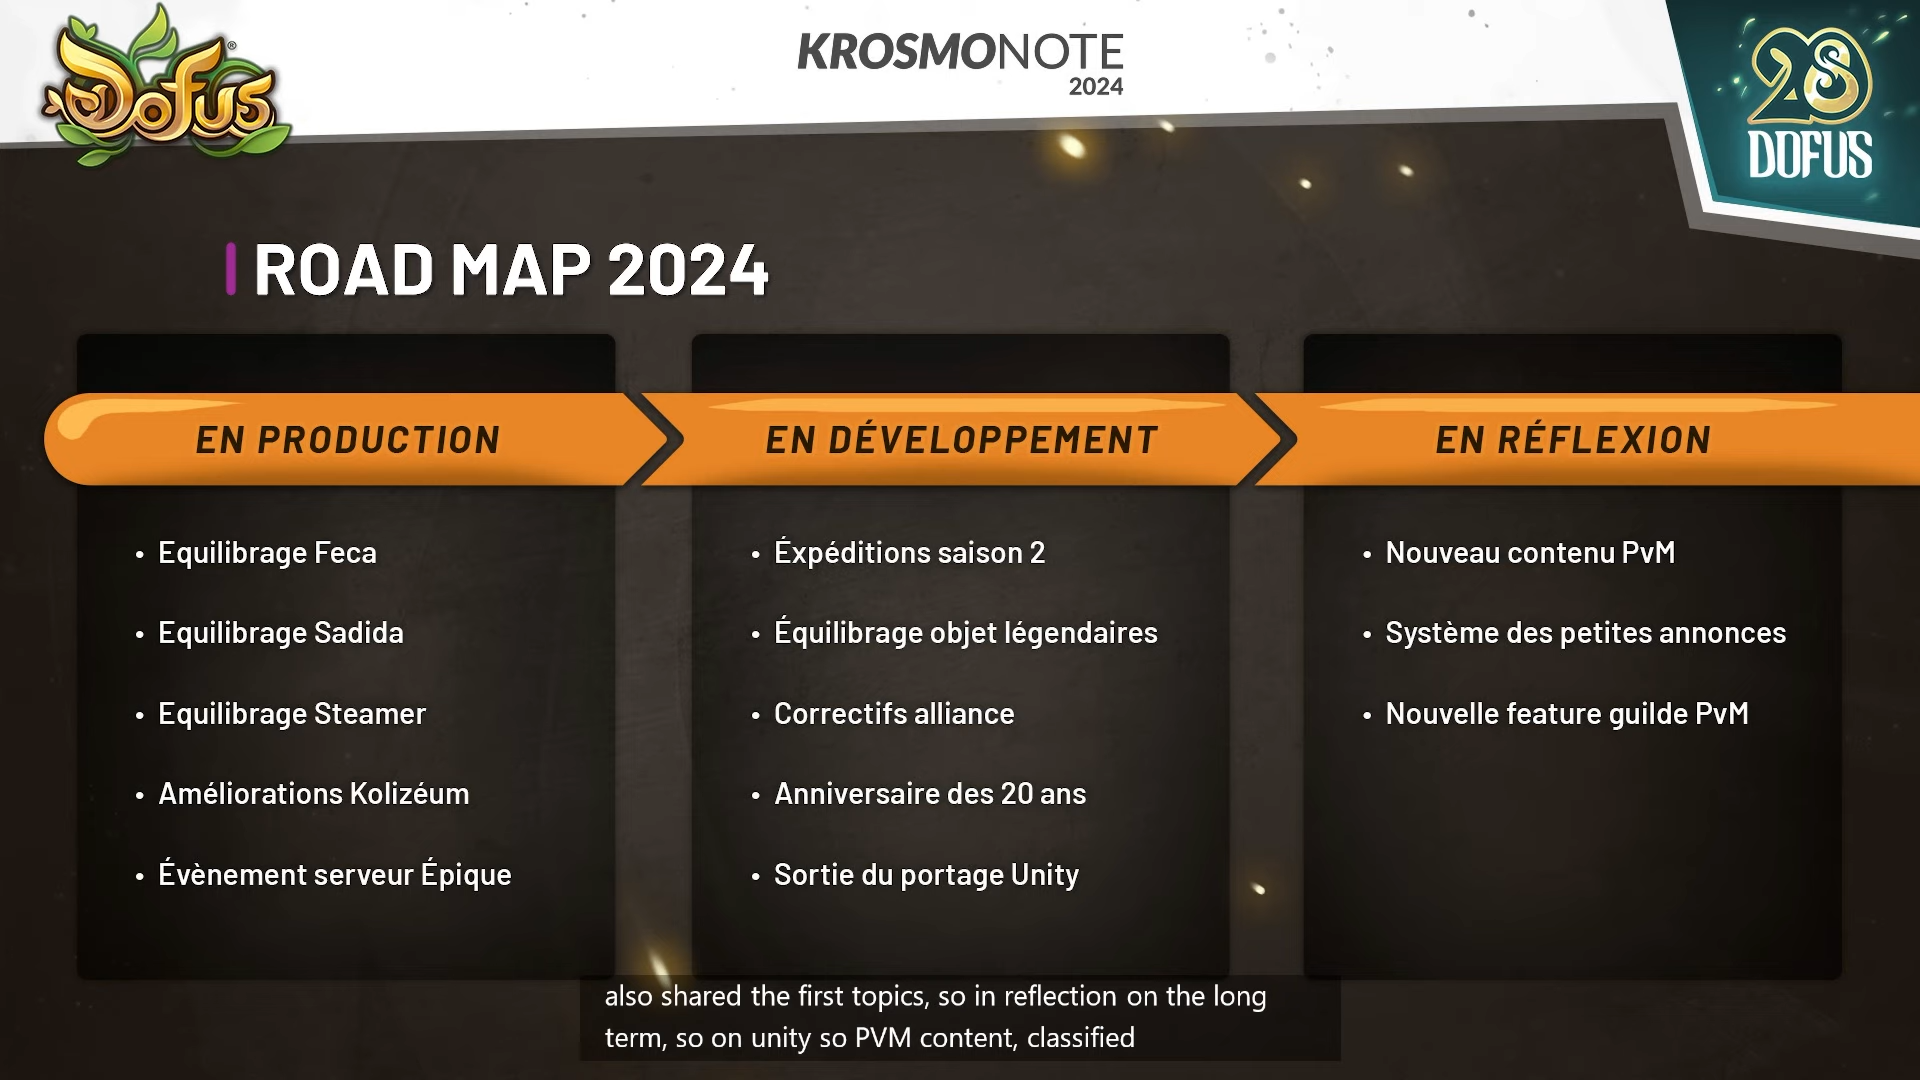 Dofus®
KROSMONOTE
2024
20
DOFUS
ROAD MAP 2024
EN PRODUCTION
Equilibrage Feca
Equilibrage Sadida
Equilibrage Steamer
Améliorations Kolizéum
Évènement serveur Épique
EN DÉVELOPPEMENT
Éxpéditions saison 2
Équilibrage objet légendaires
Correctifs alliance
Anniversaire des 20 ans
Sortie du portage Unity
EN RÉFLEXION
Nouveau contenu PvM
Système des petites annonces
Nouvelle feature guilde PvM
also shared the first topics, so in reflection on the long
term, so on unity so PVM content, classified